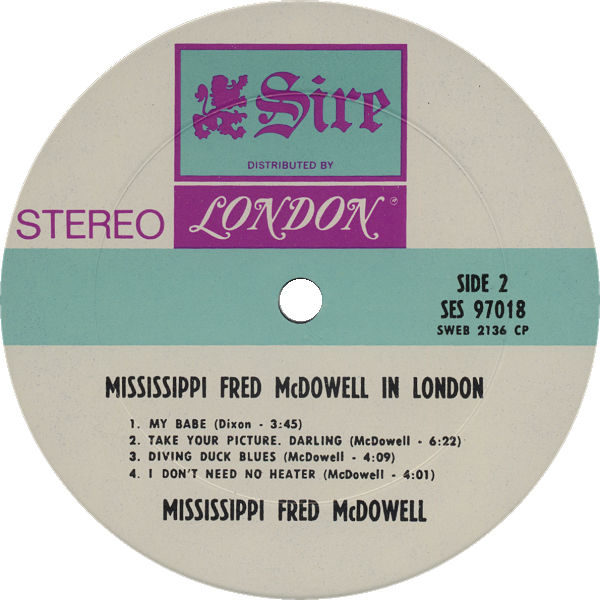 Sire
DISTRIBUTED BY
LONDON ®
STEREO
SIDE 2
SES 97018
SWEB 2136 CP
MISSISSIPPI FRED McDOWELL IN LONDON
1. MY BABE (Dixon - 3:45)
2. TAKE YOUR PICTURE. DARLING (McDowell - 6:22)
3. DIVING DUCK BLUES (McDowell - 4:09)
4. I DON'T NEED NO HEATER (McDowell - 4:01)
MISSISSIPPI FRED McDOWELL